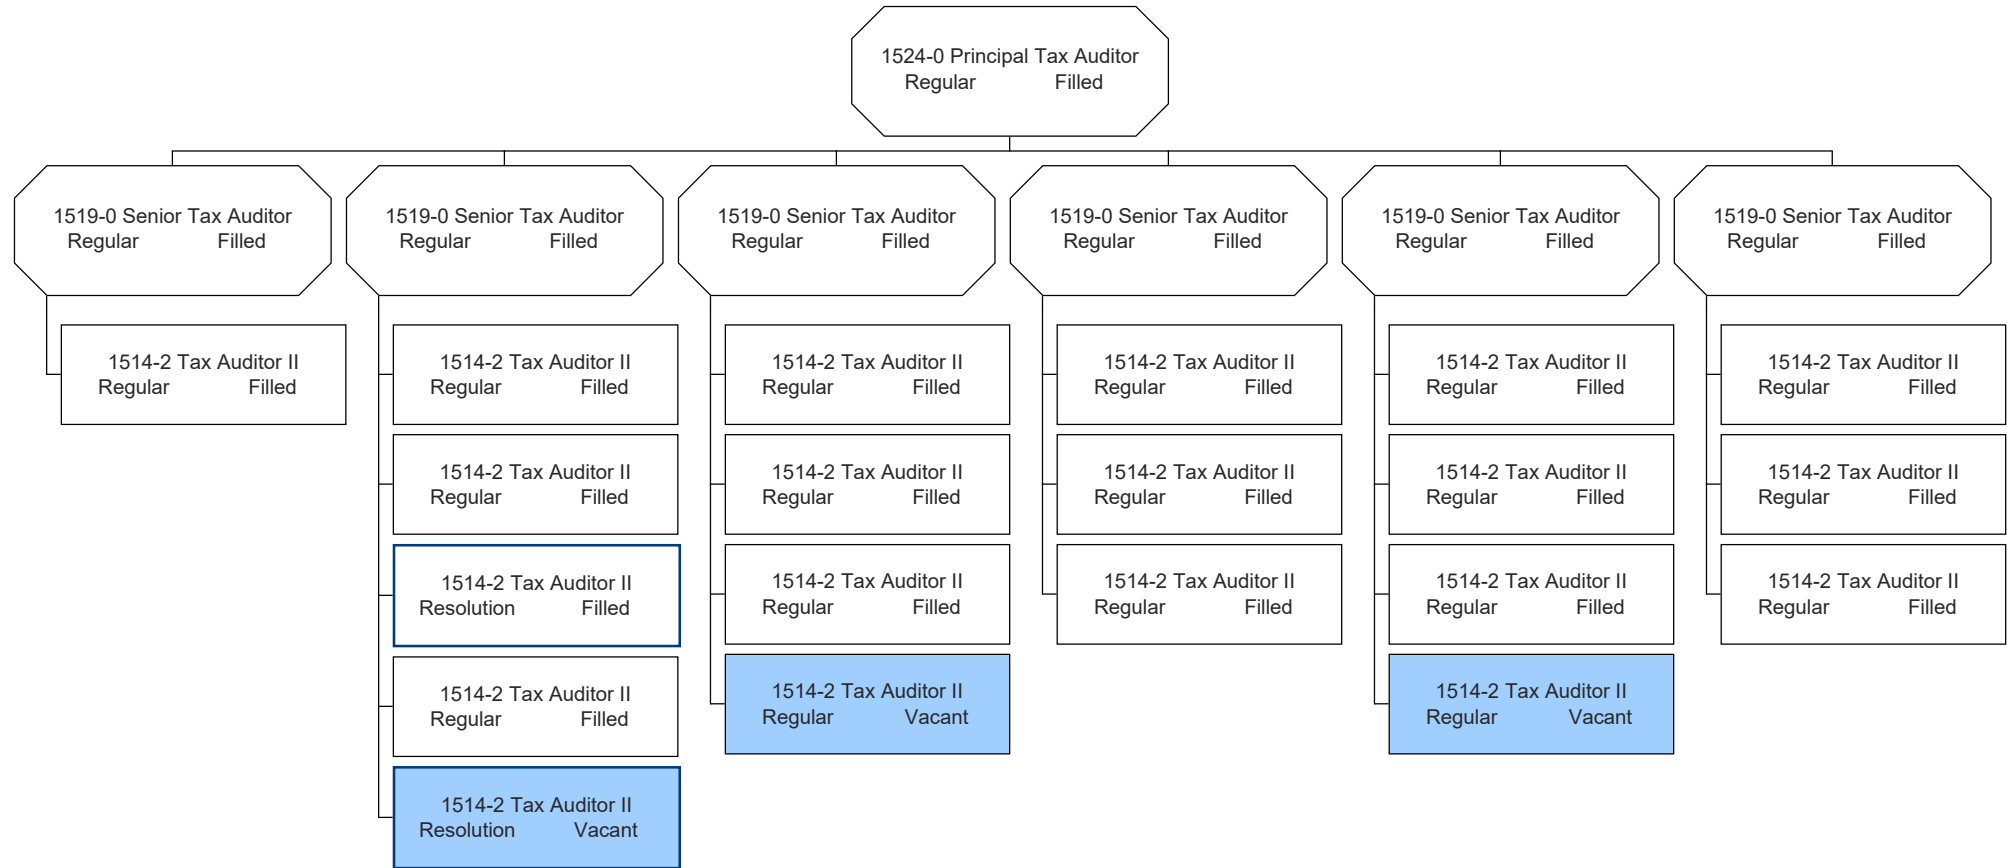 1524-0 Principal Tax Auditor
Regular Filled
1519-0 Senior Tax Auditor
Regular Filled
1514-2 Tax Auditor II
Regular Filled
1519-0 Senior Tax Auditor
Regular Filled
1514-2 Tax Auditor II
Regular Filled
1514-2 Tax Auditor II
Regular Filled
1514-2 Tax Auditor II
Resolution Filled
1514-2 Tax Auditor II
Regular Filled
1514-2 Tax Auditor II
Resolution Vacant
1519-0 Senior Tax Auditor
Regular Filled
1514-2 Tax Auditor II
Regular Filled
1514-2 Tax Auditor II
Regular Filled
1514-2 Tax Auditor II
Regular Filled
1514-2 Tax Auditor II
Regular Vacant
1519-0 Senior Tax Auditor
Regular Filled
1514-2 Tax Auditor II
Regular Filled
1514-2 Tax Auditor II
Regular Filled
1514-2 Tax Auditor II
Regular Filled
1519-0 Senior Tax Auditor
Regular Filled
1514-2 Tax Auditor II
Regular Filled
1514-2 Tax Auditor II
Regular Filled
1514-2 Tax Auditor II
Regular Filled
1514-2 Tax Auditor II
Regular Vacant
1519-0 Senior Tax Auditor
Regular Filled
1514-2 Tax Auditor II
Regular Filled
1514-2 Tax Auditor II
Regular Filled
1514-2 Tax Auditor II
Regular Filled